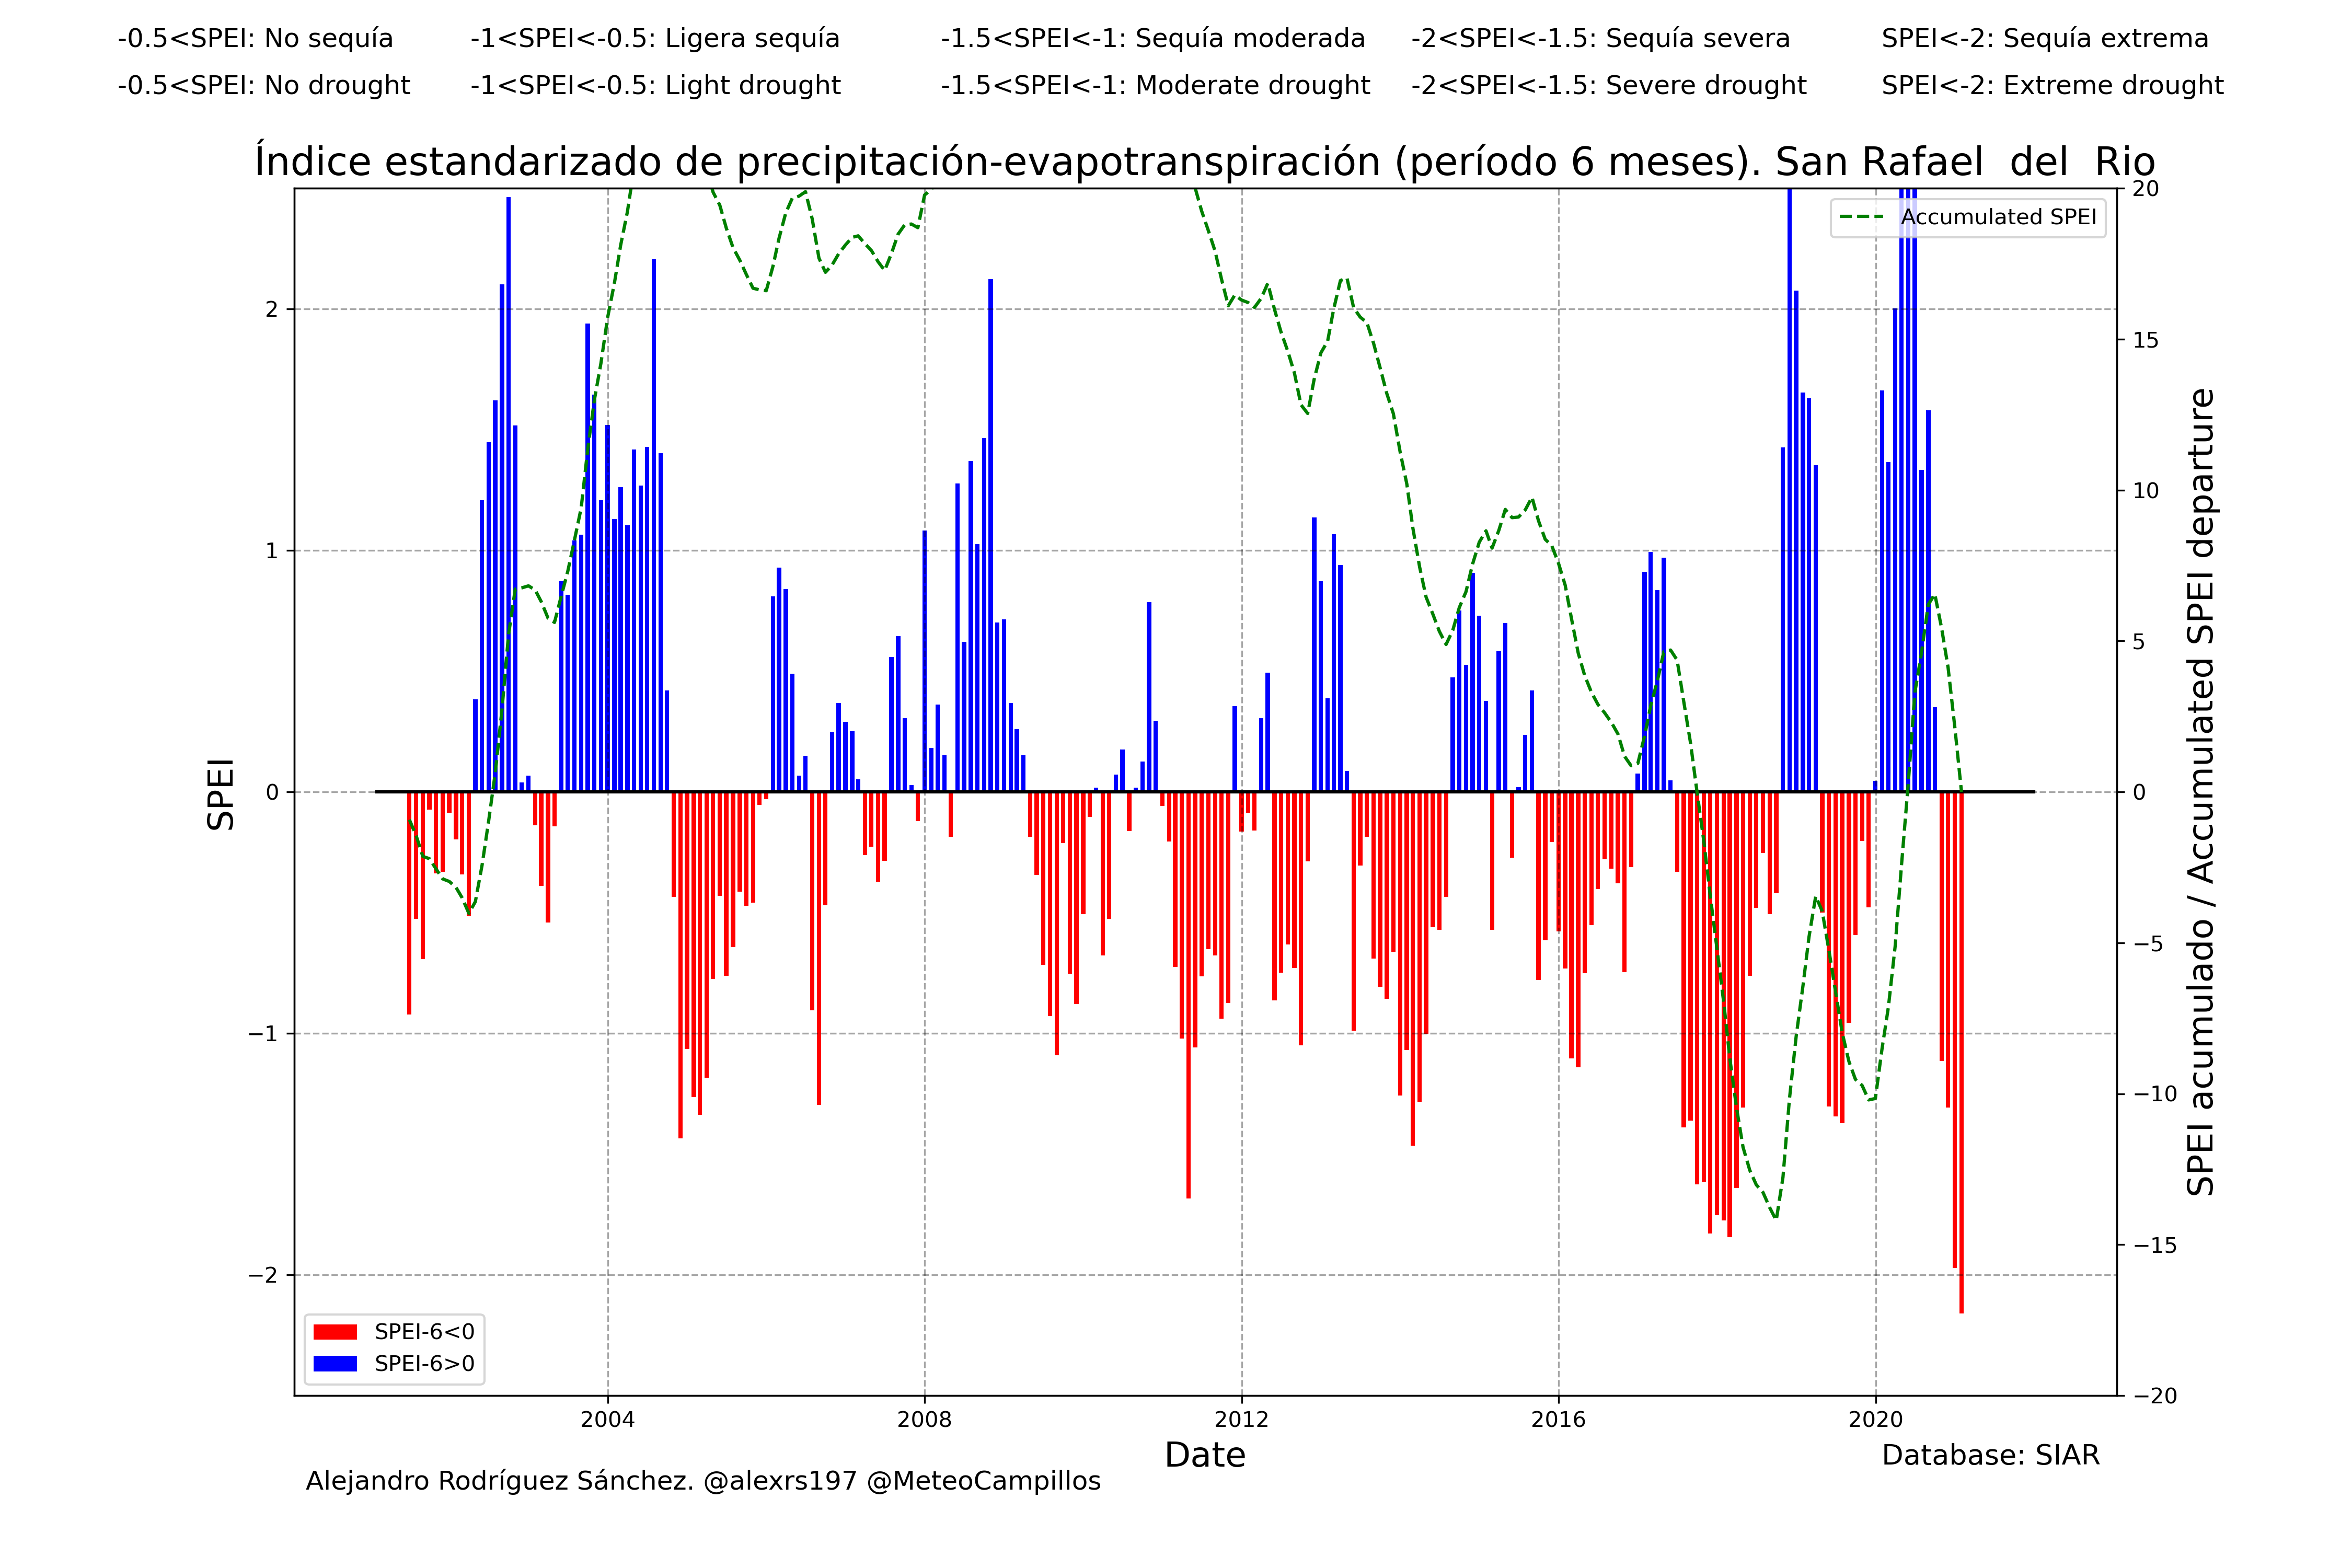 -0.5<SPEI: No sequía -1<SPEI<-0.5: Ligera sequía -1.5<SPEI<-1: Sequía moderada -2<SPEI<-1.5: Sequía severa SPEI<-2: Sequía extrema
-0.5<SPEI: No drought -1<SPEI<-0.5: Light drought -1.5<SPEI<-1: Moderate drought -2<SPEI<-1.5: Severe drought SPEI<-2: Extreme drought
Índice estandarizado de precipitación-evapotranspiración (período 6 meses). San Rafael  del  Rio
Accumulated SPEI
SPEI
2
1
0
−1
−2
20
15
10
5
0
−5
−10
−15
−20
SPEI acumulado / Accumulated SPEI departure
SPEI-6<0
SPEI-6>0
2004 2008 2012 2016 2020
Date
Database: SIAR
Alejandro Rodríguez Sánchez. @alexrs197 @MeteoCampillos